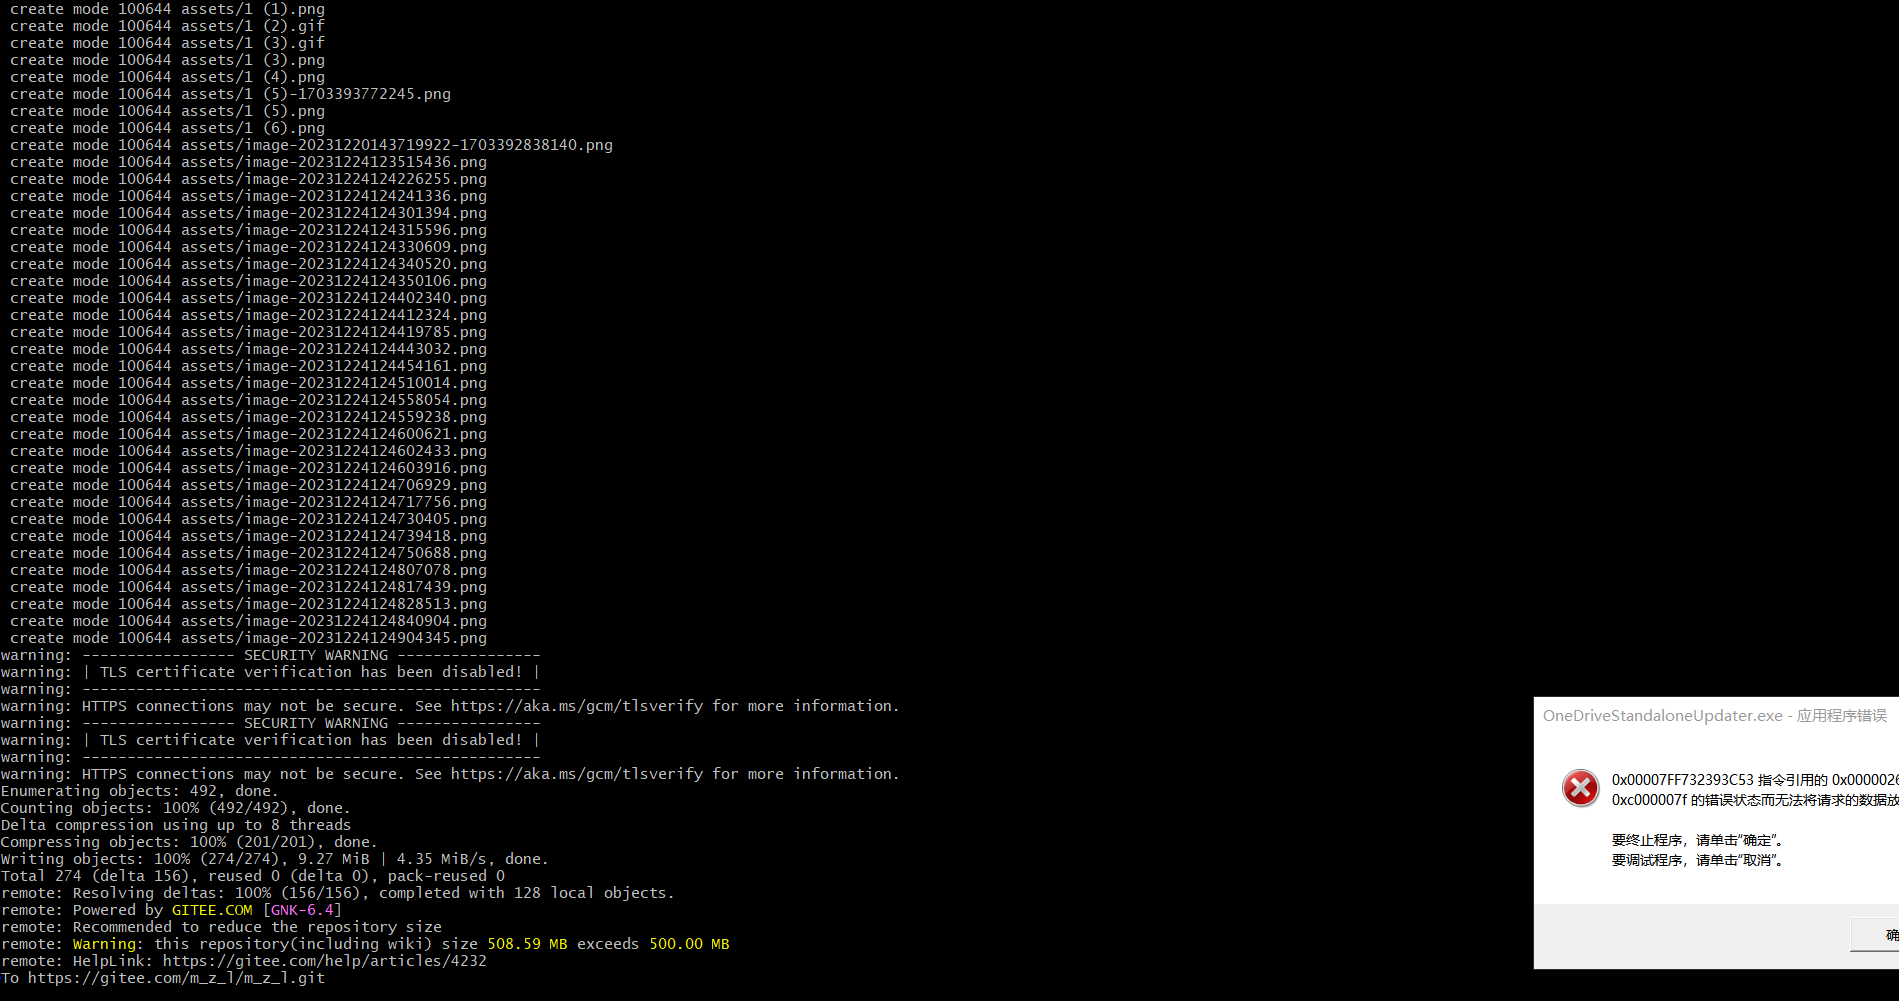 create mode 100644 assets/1 (1).png
create mode 100644 assets/1 (2).gif
create mode 100644 assets/1 (3).gif
create mode 100644 assets/1 (3).png
create mode 100644 assets/1 (4).png
create mode 100644 assets/1 (5)-1703393772245.png
create mode 100644 assets/1 (5).png
create mode 100644 assets/1 (6).png
create mode 100644 assets/image-20231220143719922-1703392838140.png
create mode 100644 assets/image-20231224123515436.png
create mode 100644 assets/image-20231224124226255.png
create mode 100644 assets/image-20231224124241336.png
create mode 100644 assets/image-20231224124301394.png
create mode 100644 assets/image-20231224124315596.png
create mode 100644 assets/image-20231224124330609.png
create mode 100644 assets/image-20231224124340520.png
create mode 100644 assets/image-20231224124350106.png
create mode 100644 assets/image-20231224124402340.png
create mode 100644 assets/image-20231224124412324.png
create mode 100644 assets/image-20231224124419785.png
create mode 100644 assets/image-20231224124443032.png
create mode 100644 assets/image-20231224124454161.png
create mode 100644 assets/image-20231224124510014.png
create mode 100644 assets/image-20231224124558054.png
create mode 100644 assets/image-20231224124559238.png
create mode 100644 assets/image-20231224124600621.png
create mode 100644 assets/image-20231224124602433.png
create mode 100644 assets/image-20231224124603916.png
create mode 100644 assets/image-20231224124706929.png
create mode 100644 assets/image-20231224124717756.png
create mode 100644 assets/image-20231224124730405.png
create mode 100644 assets/image-20231224124739418.png
create mode 100644 assets/image-20231224124750688.png
create mode 100644 assets/image-20231224124807078.png
create mode 100644 assets/image-20231224124817439.png
create mode 100644 assets/image-20231224124828513.png
create mode 100644 assets/image-20231224124840904.png
create mode 100644 assets/image-20231224124904345.png
warning: ----------------- SECURITY WARNING ----------------
warning: | TLS certificate verification has been disabled! |
warning: ---------------------------------------------------
warning: HTTPS connections may not be secure. See https://aka.ms/gcm/tlsverify for more information.
warning: ----------------- SECURITY WARNING ----------------
warning: | TLS certificate verification has been disabled! |
warning: ---------------------------------------------------
warning: HTTPS connections may not be secure. See https://aka.ms/gcm/tlsverify for more information.
Enumerating objects: 492, done.
Counting objects: 100% (492/492), done.
Delta compression using up to 8 threads
Compressing objects: 100% (201/201), done.
Writing objects: 100% (274/274), 9.27 MiB | 4.35 MiB/s, done.
Total 274 (delta 156), reused 0 (delta 0), pack-reused 0
remote: Resolving deltas: 100% (156/156), completed with 128 local objects.
remote: Powered by GITEE.COM [GNK-6.4]
remote: Recommended to reduce the repository size
remote: Warning: this repository(including wiki) size 508.59 MB exceeds 500.00 MB
remote: HelpLink: https://gitee.com/help/articles/4232
To https://gitee.com/m_z_l/m_z_l.git
OneDriveStandaloneUpdater.exe - 应用程序错误
0x00007FF732393C53 指令引用的 0x0000026
0xc000007f 的错误状态而无法将请求的数据放
要终止程序，请单击“确定”。
要调试程序，请单击“取消”。
确